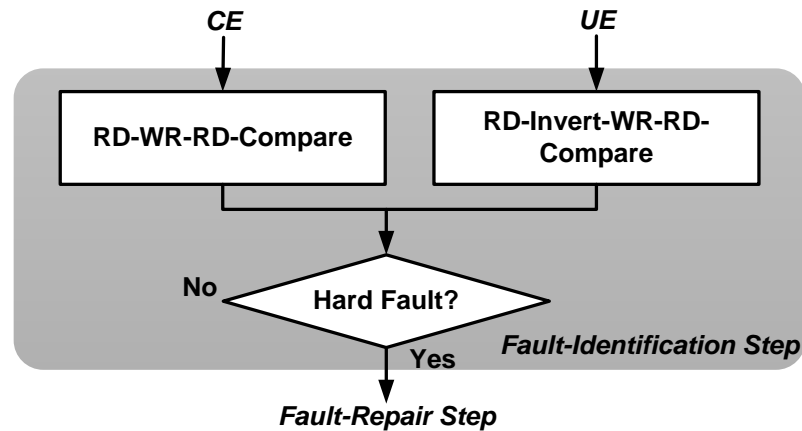 CE
UE
RD-WR-RD-Compare
RD-Invert-WR-RD-
Compare
No
Hard Fault?
Yes
Fault-Identification Step
Fault-Repair Step